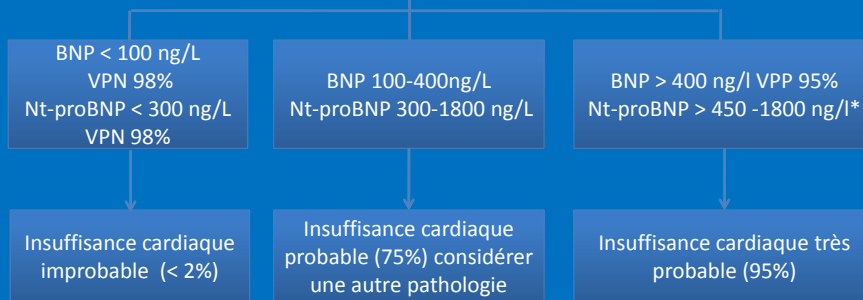 BNP < 100 ng/L
VPN 98%
Nt-proBNP < 300 ng/L
VPN 98%
BNP 100-400ng/L
Nt-proBNP 300-1800 ng/L
BNP > 400 ng/l VPP 95%
Nt-proBNP > 450 -1800 ng/l*
Insuffisance cardiaque
improbable (< 2%)
Insuffisance cardiaque
probable (75%) considérer
une autre pathologie
Insuffisance cardiaque très
probable (95%)